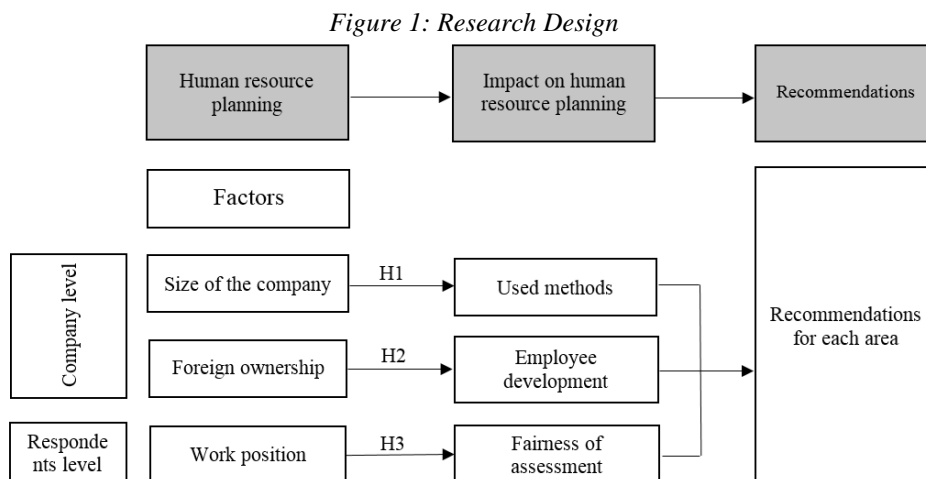 Figure 1: Research Design
Human resource
planning
Impact on human
resource planning
Recommendations
Factors
Company level
Size of the company
H1
Used methods
Recommendations
for each area
Foreign ownership
H2
Employee
development
Responde
nts level
Work position
H3
Fairness of
assessment